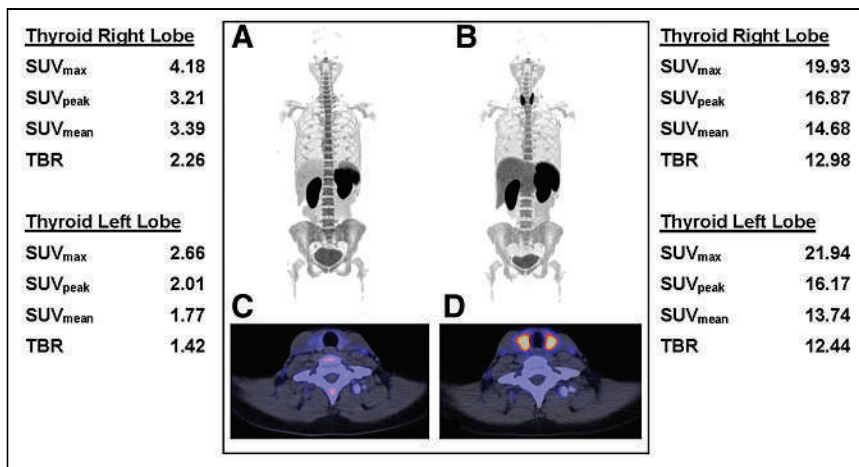 Thyroid Right Lobe
SUVmax 4.18
SUVpeak 3.21
SUVmean 3.39
TBR 2.26
Thyroid Left Lobe
SUVmax 2.66
SUVpeak 2.01
SUVmean 1.77
TBR 1.42
A
B
C
D
Thyroid Right Lobe
SUVmax 19.93
SUVpeak 16.87
SUVmean 14.68
TBR 12.98
Thyroid Left Lobe
SUVmax 21.94
SUVpeak 16.17
SUVmean 13.74
TBR 12.44